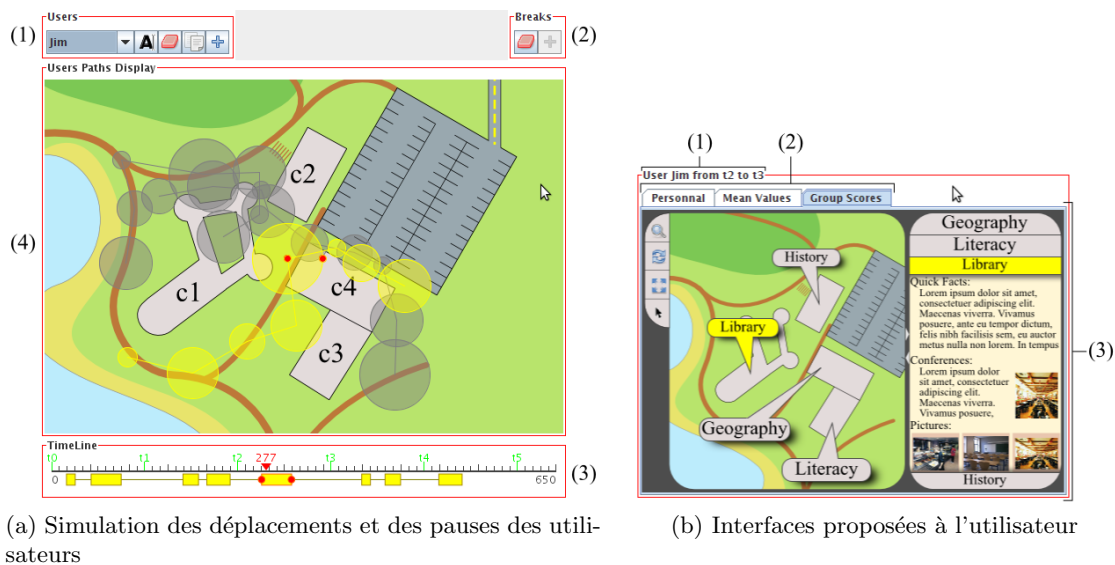 Users
Breaks
(1)
Jim
A
(2)
Users Paths Display
c2
c4
c1
c3
(4)
TimeLine
t0 t1 t2 277 t3 t4 t5
0 650
(3)
(a) Simulation des déplacements et des pauses des utili-
sateurs
(1)
(2)
User Jim from t2 to t3
Personnal Mean Values Group Scores
History
Library
Geography
Literacy
Geography
Literacy
Library
Quick Facts:
Lorem ipsum dolor sit amet,
consectetuer adipiscing elit.
Maecenas viverra. Vivamus
posuere, ante eu tempor dictum,
felis nibh facilisis sem, eu auctor
metus nulla non lorem. In tempus
Conferences:
Lorem ipsum dolor
sit amet, consectetuer
adipiscing elit.
Maecenas viverra.
Vivamus posuere,
Pictures:
History
(3)
(b) Interfaces proposées à l'utilisateur